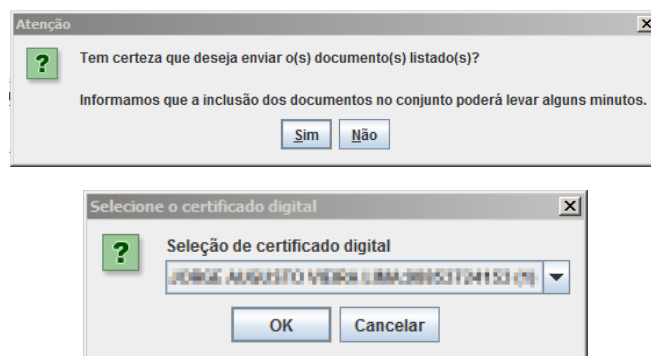 Atenção
Tem certeza que deseja enviar o(s) documento(s) listado(s)?
Informamos que a inclusão dos documentos no conjunto poderá levar alguns minutos.
Sim Não
Selecione o certificado digital
Seleção de certificado digital
OK Cancelar